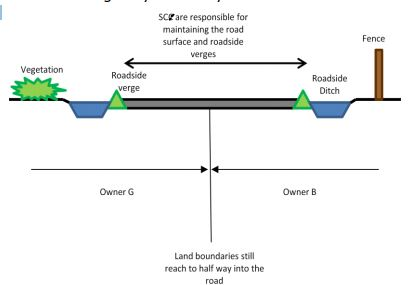 are responsible for
maintaining the road
surface and roadside
verges
Fence
Vegetation
Roadside
verge
Roadside
Ditch
Owner G
Owner B
Land boundaries still
reach to half way into the
road